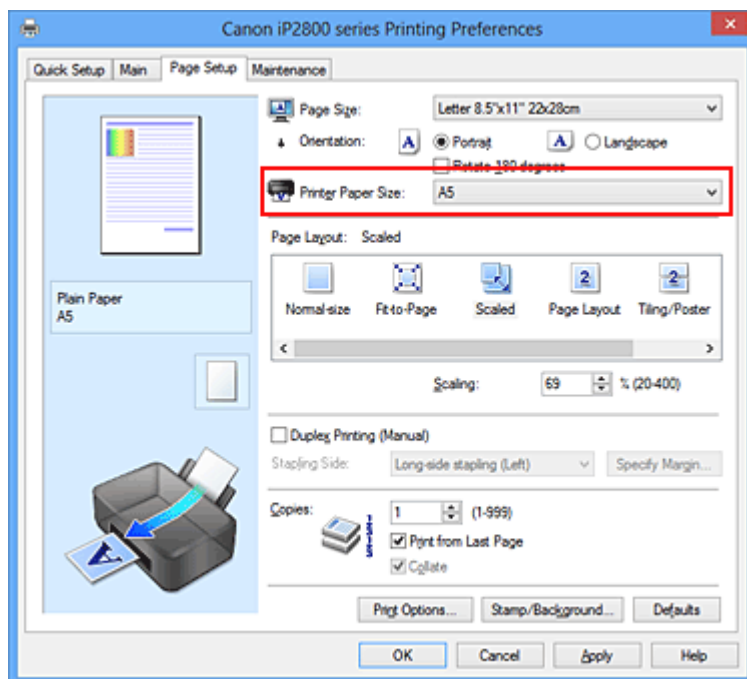 Canon iP2800 series Printing Preferences
Quick Setup Main Page Setup Maintenance
Page Size: Letter 8.5"x11" 22x28cm
Orientation: A Portrait A Landscape
Rotate 180 degrees
Printer Paper Size: A5
Page Layout: Scaled
2 2
Normal-size Fit-to-Page Scaled Page Layout Tiling/Poster
Plain Paper
A5
Scaling: 69 % (20-400)
Duplex Printing (Manual)
Stapling Side: Long-side stapling (Left) Specify Margin...
Copies: 1 (1-999)
Print from Last Page
Collate
A
Print Options... Stamp/Background... Defaults
OK Cancel Apply Help